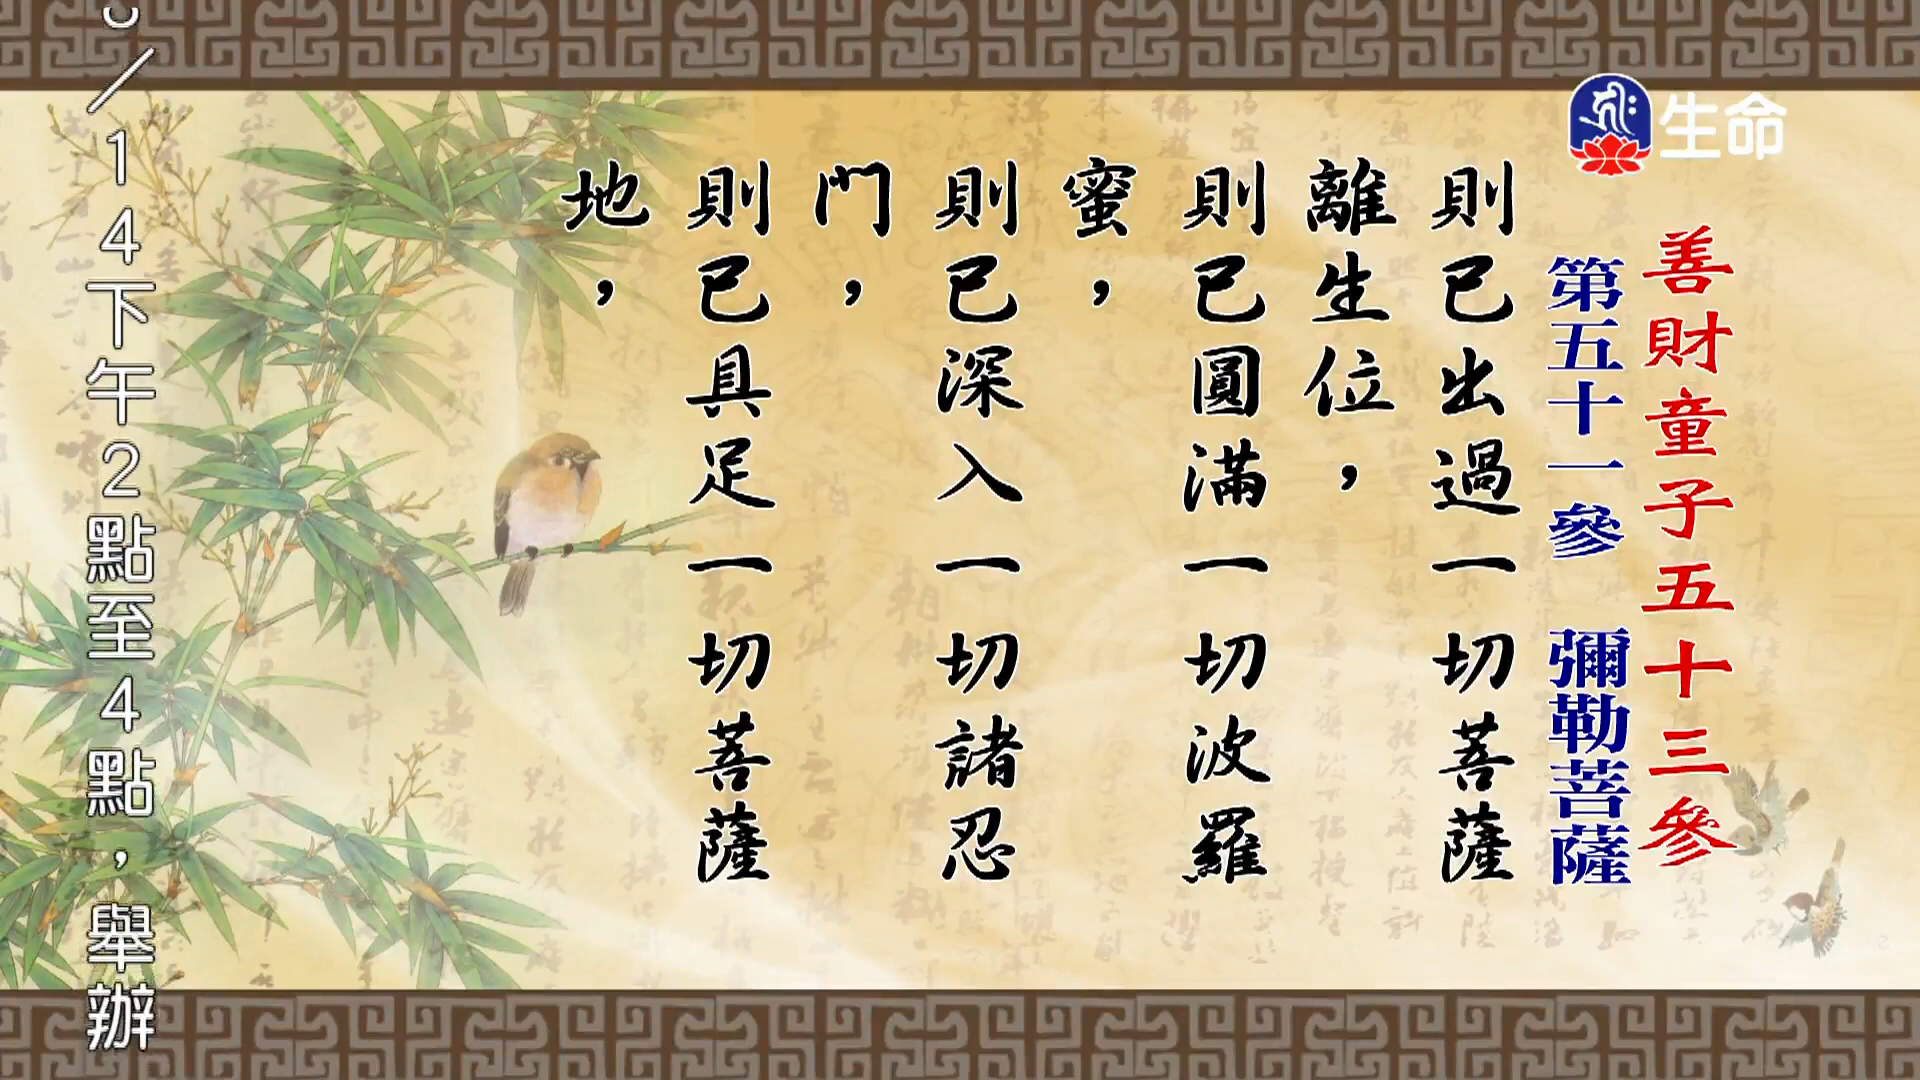 生命
善財童子五十三參
第五十一參 彌勒菩薩
則已出過一切菩薩
離生位，
則已圓滿一切波羅
蜜，
則已深入一切諸忍
門，
則已具足一切菩薩
地，
/14下午2點至4點，舉辦